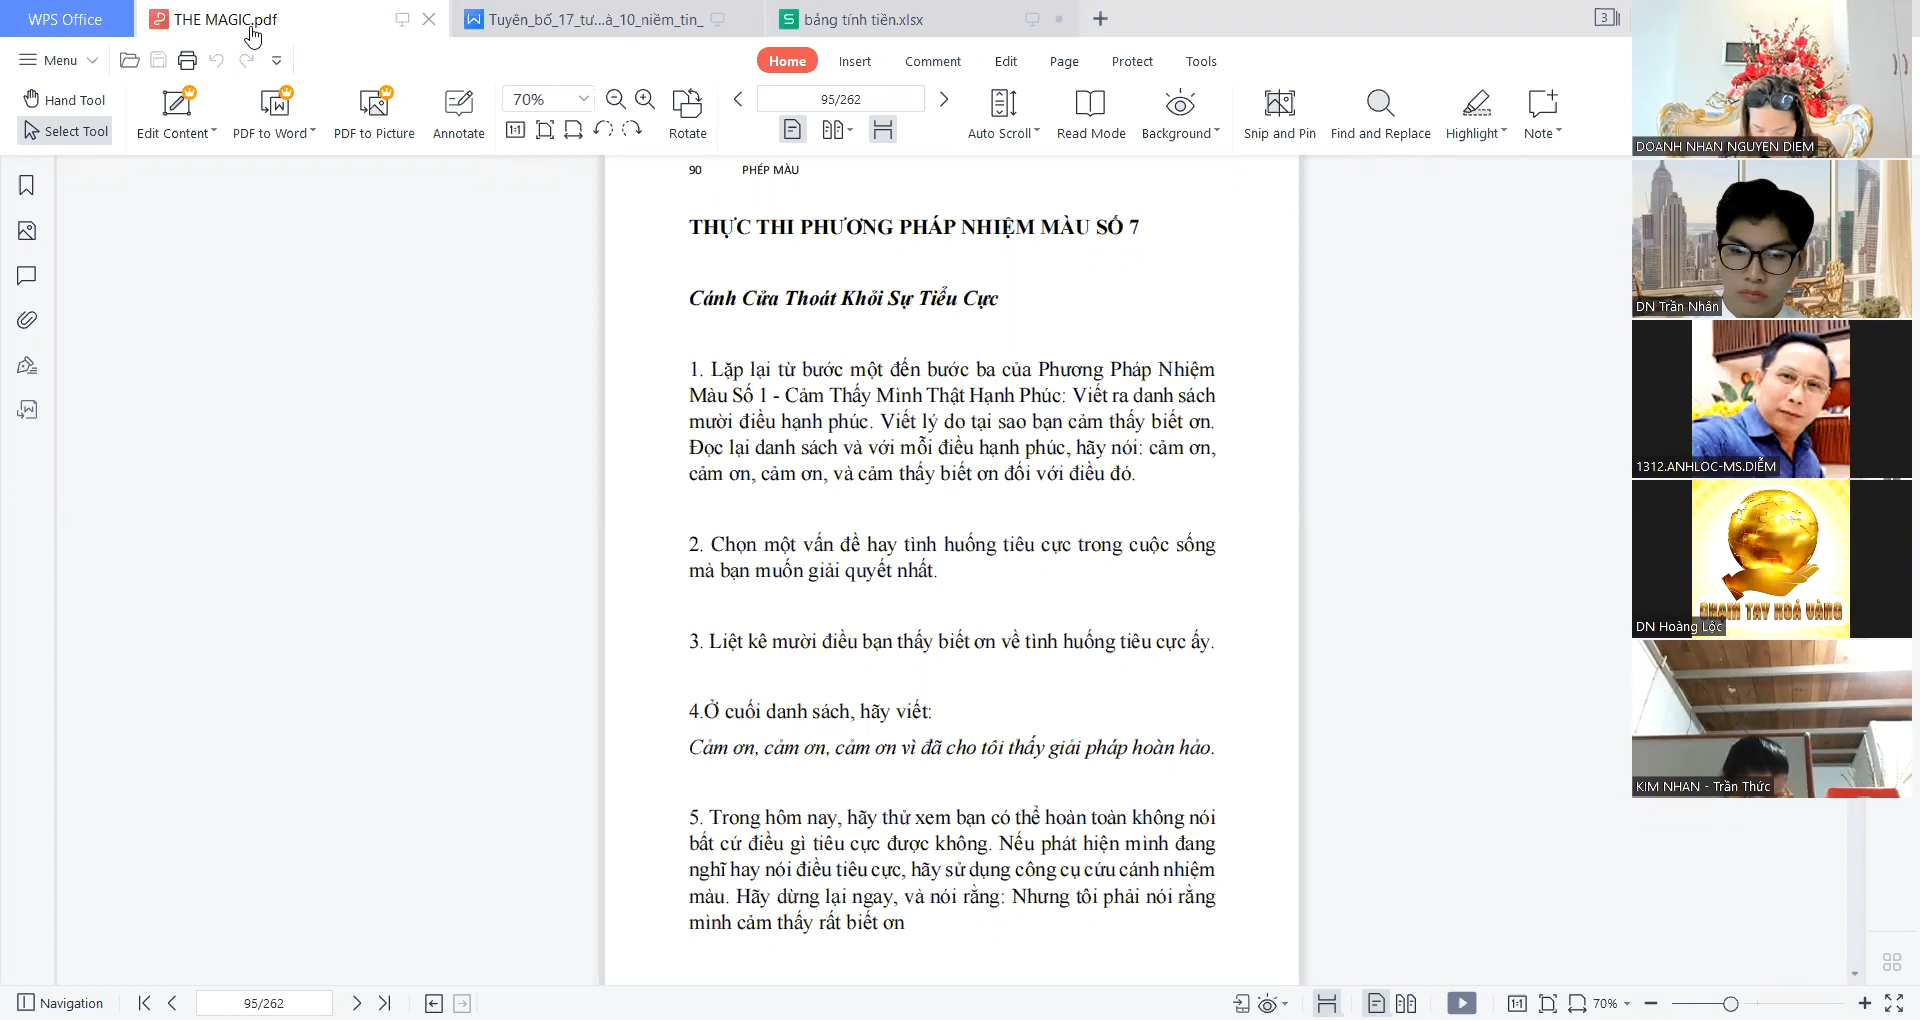 WPS Office
THE MAGIC.pdf
Tuyên_bố_17_tư...à_10_niềm_tin_
bảng tính tiền.xlsx
3
Menu
Home
Insert
Comment
Edit
Page
Protect
Tools
Hand Tool
Select Tool
Edit Content
PDF to Word
PDF to Picture
Annotate
70%
1:1
Rotate
95/262
Auto Scroll
Read Mode
Background
Snip and Pin
Find and Replace
Highlight
Note
90 PHÉP MÀU
THỰC THI PHƯƠNG PHÁP NHIỆM MÀU SỐ 7
Cánh Cửa Thoát Khỏi Sự Tiểu Cực
1. Lặp lại từ bước một đến bước ba của Phương Pháp Nhiệm
Màu Số 1 - Cảm Thấy Mình Thật Hạnh Phúc: Viết ra danh sách
mười điều hạnh phúc. Viết lý do tại sao bạn cảm thấy biết ơn.
Đọc lại danh sách và với mỗi điều hạnh phúc, hãy nói: cảm ơn,
cảm ơn, cảm ơn, và cảm thấy biết ơn đối với điều đó.
2. Chọn một vấn đề hay tình huống tiêu cực trong cuộc sống
mà bạn muốn giải quyết nhất.
3. Liệt kê mười điều bạn thấy biết ơn về tình huống tiêu cực ấy.
4.Ở cuối danh sách, hãy viết:
Cảm ơn, cảm ơn, cảm ơn vì đã cho tôi thấy giải pháp hoàn hảo.
5. Trong hôm nay, hãy thử xem bạn có thể hoàn toàn không nói
bất cứ điều gì tiêu cực được không. Nếu phát hiện mình đang
nghĩ hay nói điều tiêu cực, hãy sử dụng công cụ cứu cánh nhiệm
màu. Hãy dừng lại ngay, và nói rằng: Nhưng tôi phải nói rằng
mình cảm thấy rất biết ơn
DOANH NHAN NGUYEN DIEM
DN Trần Nhân
1312.ANHLOC-MS.DIỄM
CHẠM TAY HOÁ VÀNG
DN Hoàng Lộc
KIM NHAN - Trần Thức
Navigation
95/262
1:1
70%